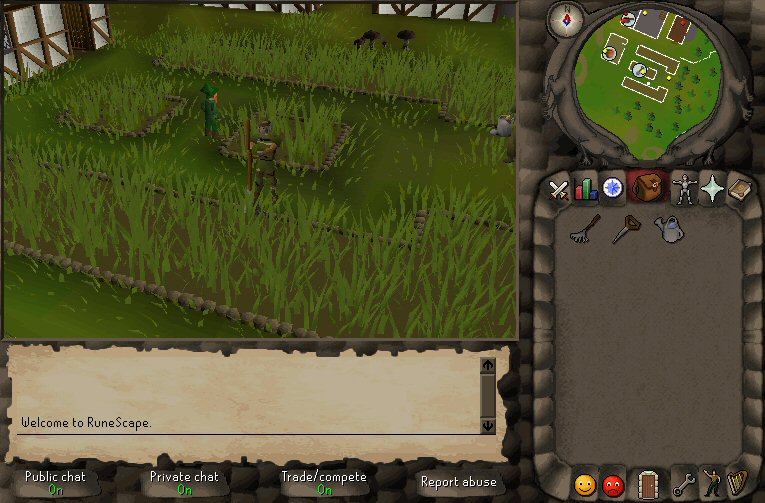 N
Welcome to RuneScape.
Public chat
On
Private chat
On
Trade/compete
On
Report abuse